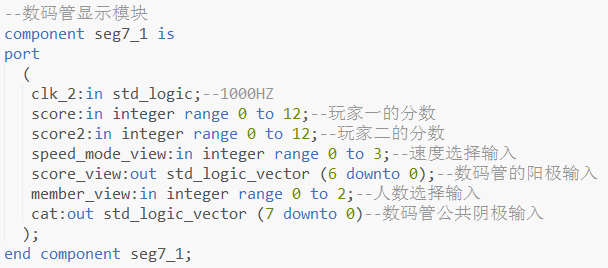 --数码管显示模块
component seg7_1 is
port
(
clk_2:in std_logic;--1000HZ
score:in integer range 0 to 12;--玩家一的分数
score2:in integer range 0 to 12;--玩家二的分数
speed_mode_view:in integer range 0 to 3;--速度选择输入
score_view:out std_logic_vector (6 downto 0);--数码管的阳极输入
member_view:in integer range 0 to 2;--人数选择输入
cat:out std_logic_vector (7 downto 0)--数码管公共阴极输入
);
end component seg7_1;